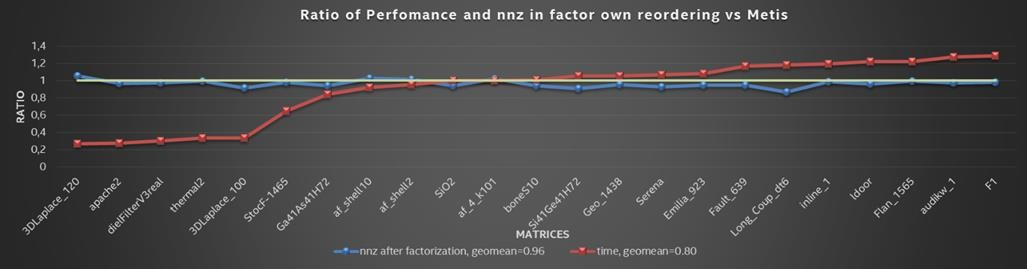 Ratio of Perfomance and nnz in factor own reordering vs Metis
1,4
1,2
1
0,8
0,6
0,4
0,2
0
RATIO
3DLaplace_120
apache2
dielFilterV3real
thermal2
3DLaplace_100
StocF-1465
Ga41As41H72
af_shell10
af_shell2
SiO2
af_4_k101
boneS10
Si41Ge41H72
Geo_1438
Serena
Emilia_923
Fault_639
Long_Coup_dt6
inline_1
ldoor
Flan_1565
audikw_1
F1
MATRICES
nnz after factorization, geomean=0.96
time, geomean=0.80